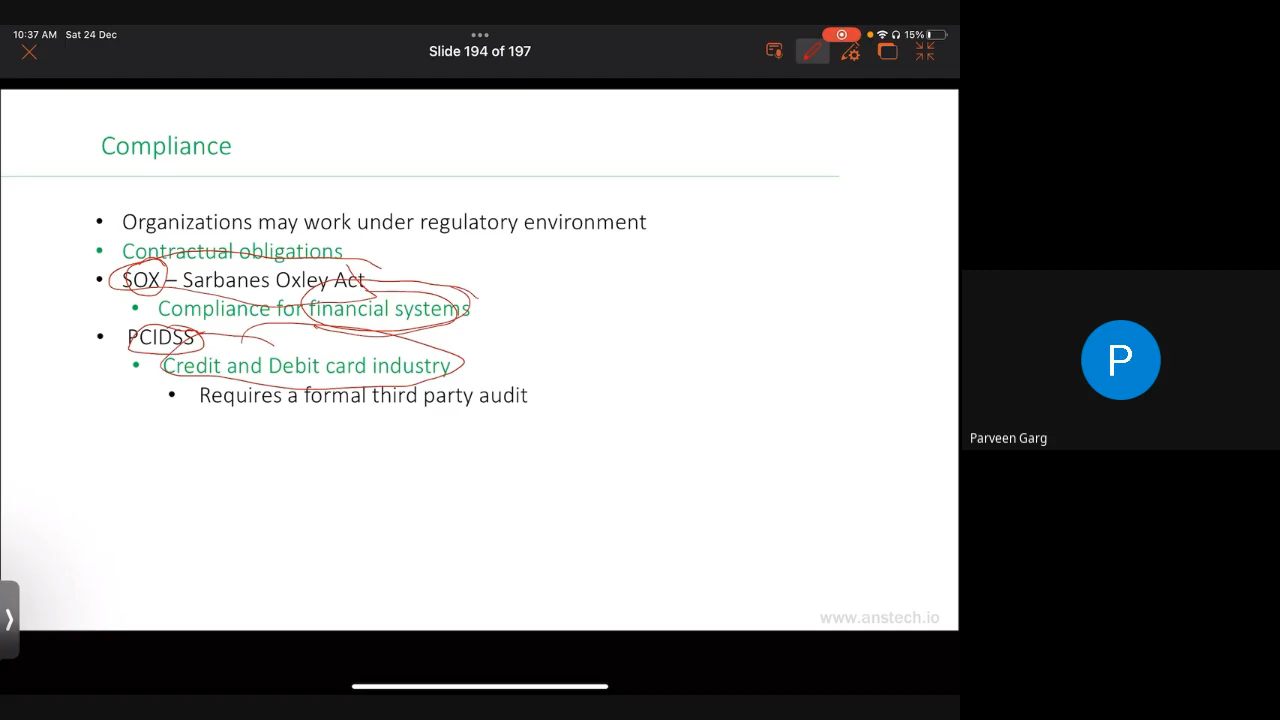 10:37 AM Sat 24 Dec
15%
Slide 194 of 197
Compliance
• Organizations may work under regulatory environment
• Contractual obligations
• SOX – Sarbanes Oxley Act
• Compliance for financial systems
• PCIDSS
• Credit and Debit card industry
• Requires a formal third party audit
P
Parveen Garg
www.anstech.io